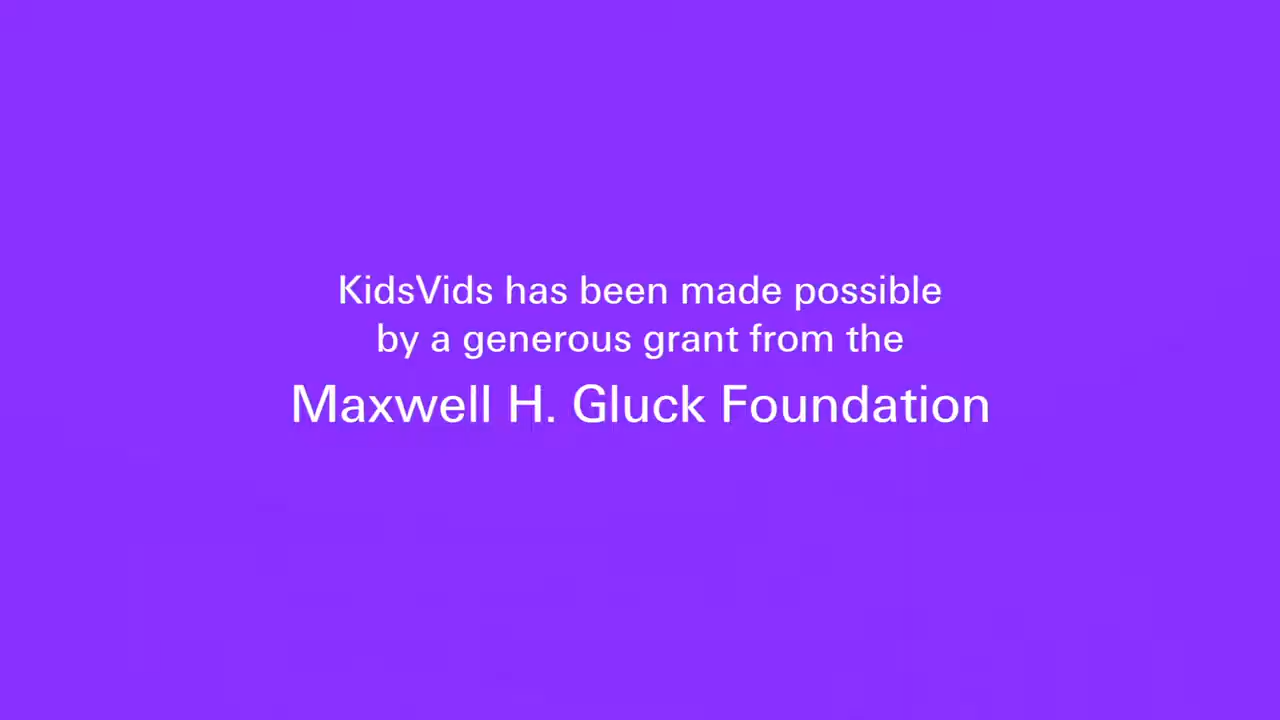 KidsVids has been made possible
by a generous grant from the
Maxwell H. Gluck Foundation